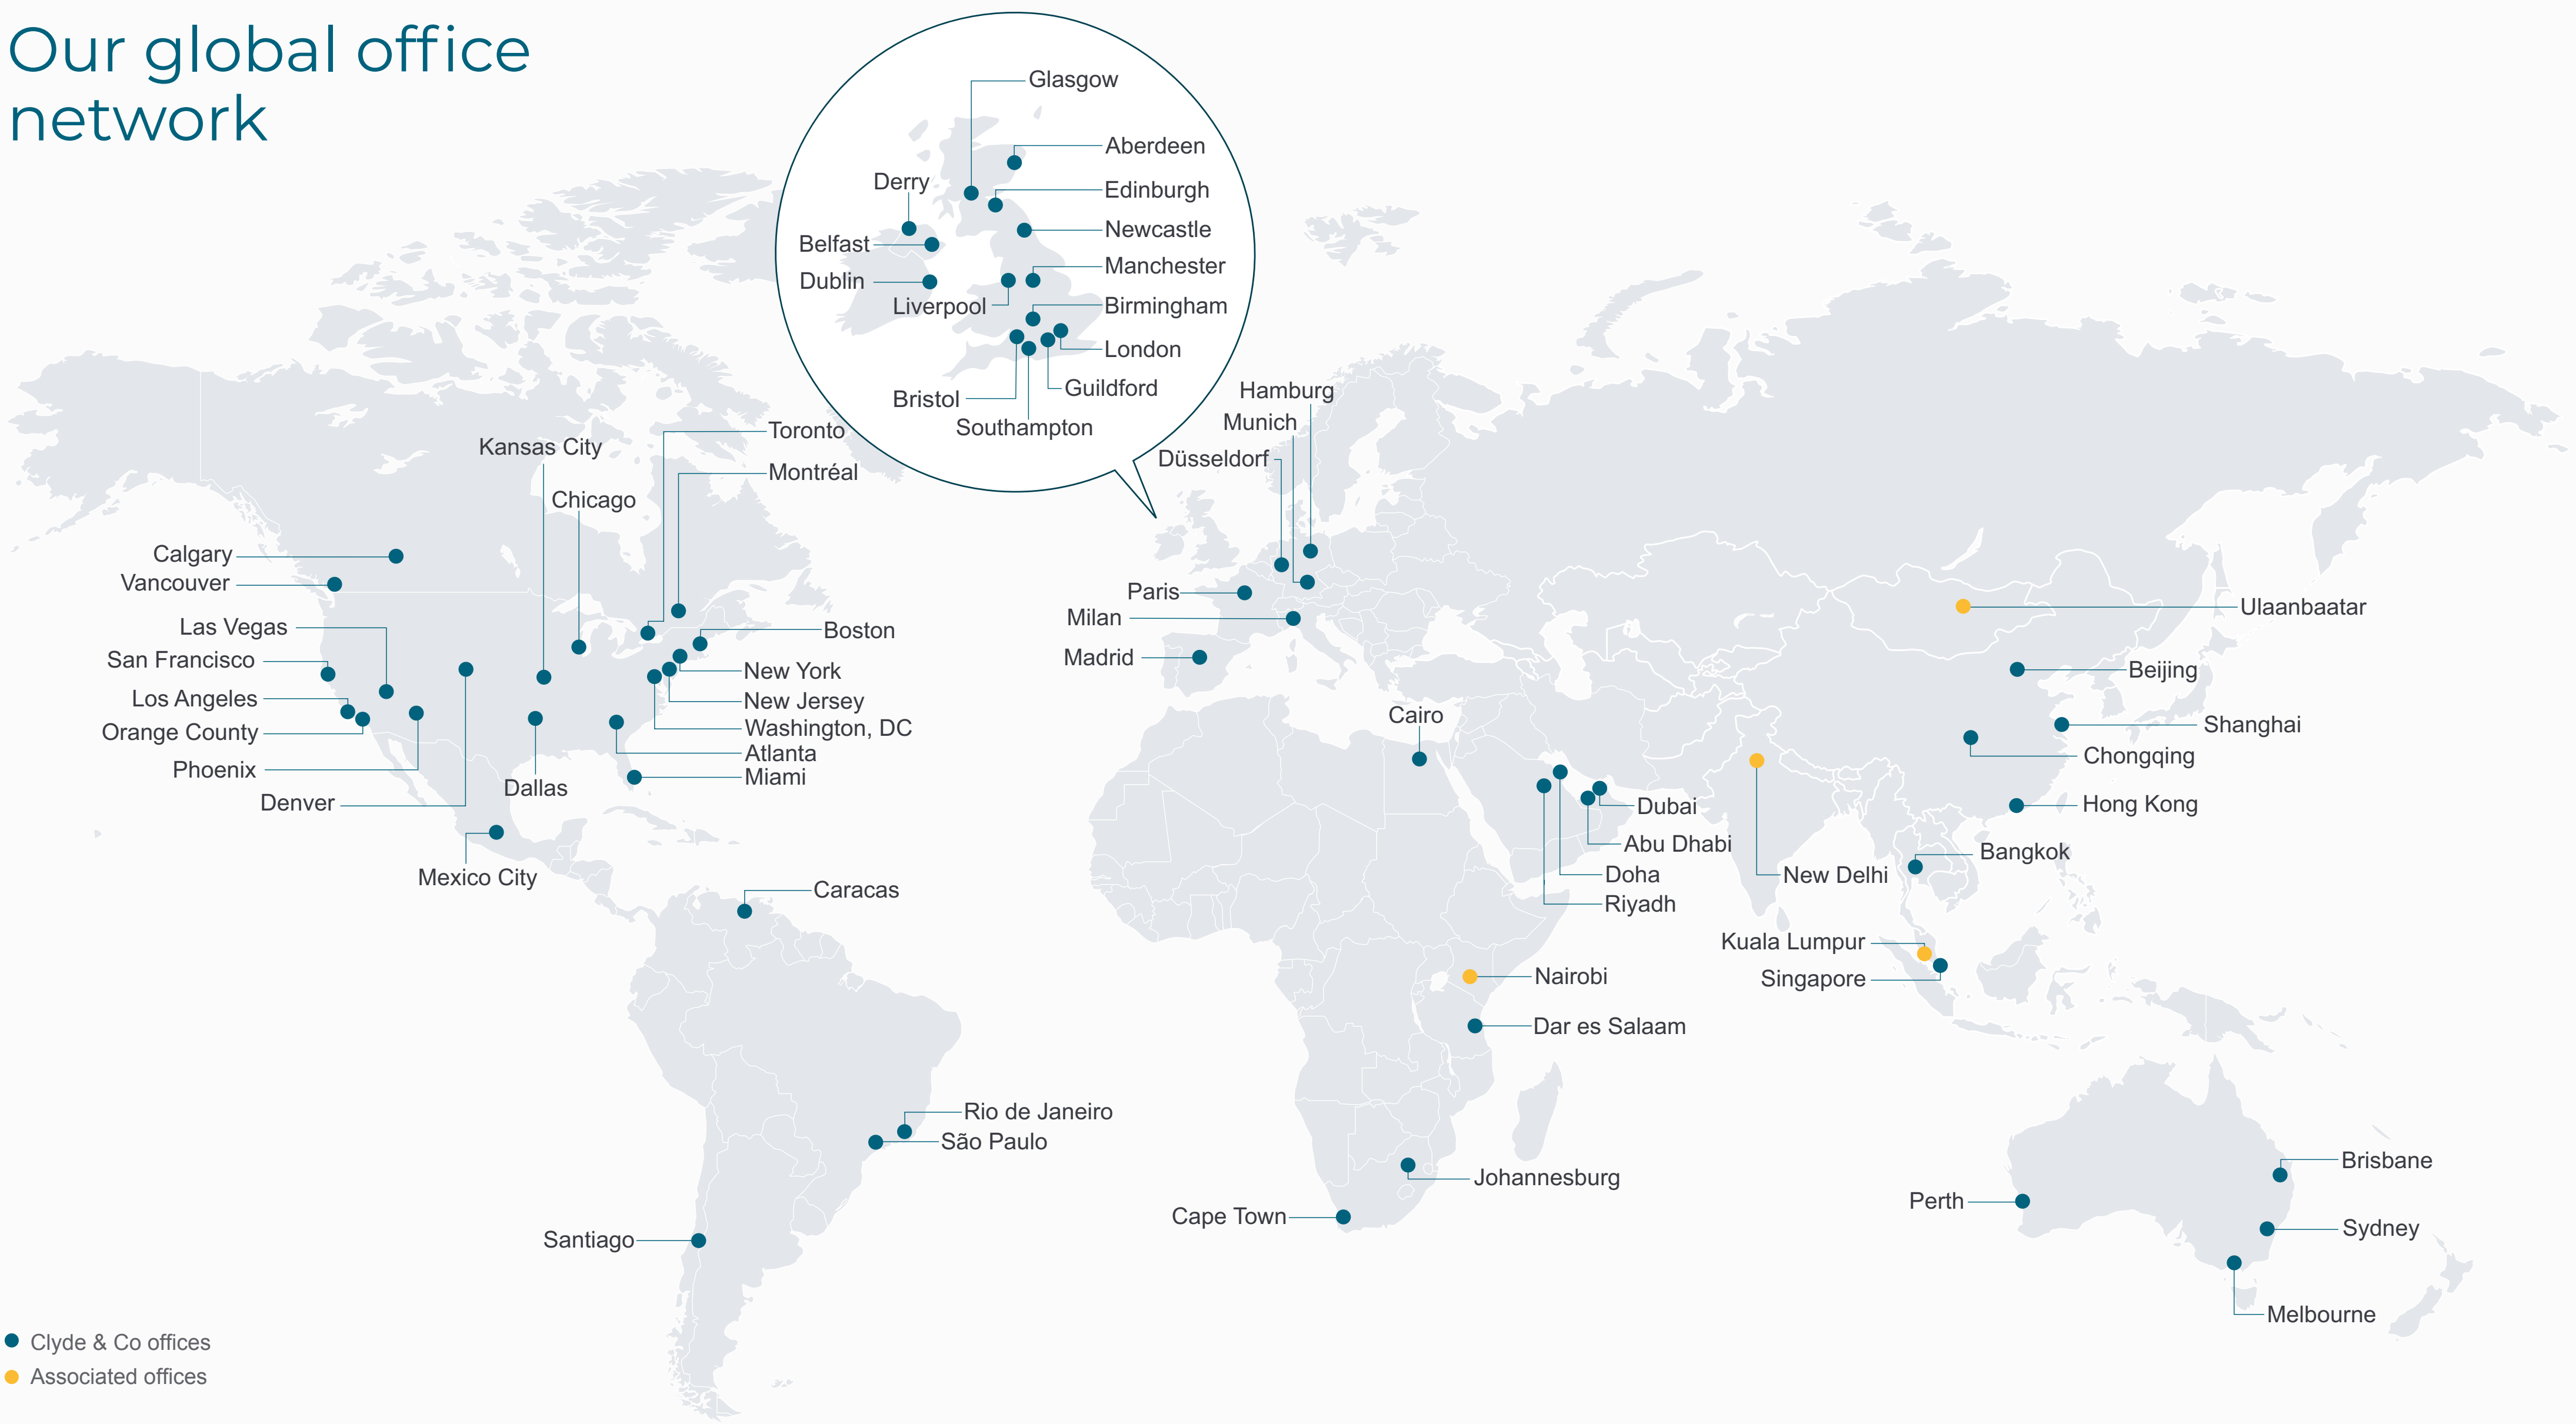 Our global office
network
Glasgow
Aberdeen
Derry
Edinburgh
Newcastle
Belfast
Manchester
Dublin
Liverpool
Birmingham
London
Guildford
Bristol
Southampton
Hamburg
Munich
Düsseldorf
Toronto
Kansas City
Montréal
Chicago
Calgary
Vancouver
Las Vegas
San Francisco
Los Angeles
Orange County
Phoenix
Denver
Dallas
Mexico City
Boston
New York
New Jersey
Washington, DC
Atlanta
Miami
Caracas
Rio de Janeiro
São Paulo
Santiago
Paris
Milan
Madrid
Cairo
Dubai
Abu Dhabi
Doha
Riyadh
Nairobi
Dar es Salaam
Johannesburg
Cape Town
Ulaanbaatar
Beijing
Shanghai
Chongqing
Hong Kong
Bangkok
New Delhi
Kuala Lumpur
Singapore
Brisbane
Perth
Sydney
Melbourne
Clyde & Co offices
Associated offices